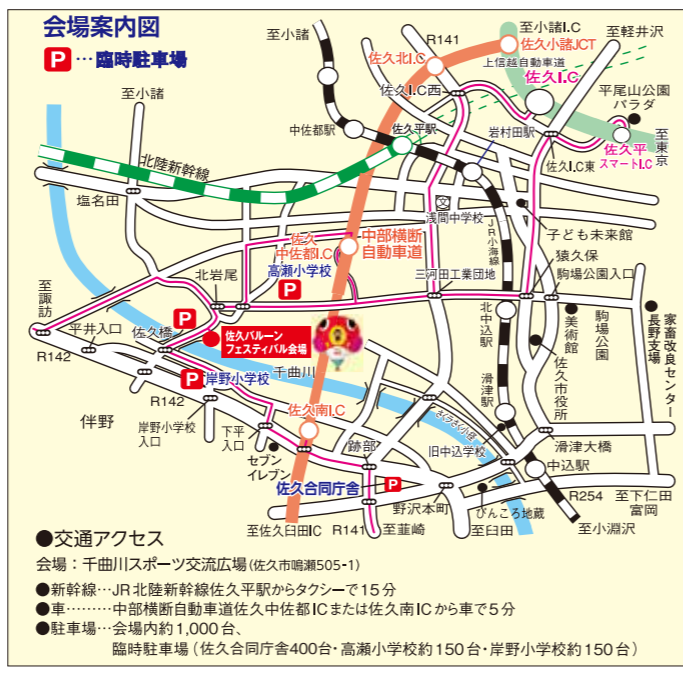 会場案内図
P…臨時駐車場
至小諸
R141
至小諸I.C
佐久小諸JCT
至軽井沢
佐久北I.C
上信越自動車道
佐久I.C西
佐久I.C
平尾山公園
パラダ
至小諸
中佐都駅
佐久平駅
岩村田駅
佐久I.C東
佐久平
スマートI.C
至東京
北陸新幹線
塩名田
浅間中学校
JR小海線
子ども未来館
佐久
中佐都I.C
中部横断
自動車道
高瀬小学校
P
三河田工業団地
猿久保
駒場公園入口
北岩尾
至諏訪
平井入口
佐久橋
P
佐久バルーン
フェスティバル会場
北中込駅
美術館
駒場公園
家畜改良センター
長野支場
R142
千曲川
佐久市役所
P
岸野小学校
滑津駅
R142
伴野
岸野小学校
入口
佐久南I.C
さくらさく小径
下平
入口
セブン
イレブン
跡部
旧中込学校
滑津大橋
中込駅
佐久合同庁舎
P
野沢本町
ぴんころ地蔵
R254
至下仁田
富岡
至佐久臼田IC
R141
至韮崎
至臼田
至小淵沢
●交通アクセス
会場：千曲川スポーツ交流広場(佐久市鳴瀬505-1)
●新幹線…JR北陸新幹線佐久平駅からタクシーで15分
●車………中部横断自動車道佐久中佐都ICまたは佐久南ICから車で5分
●駐車場…会場内約1,000台、
臨時駐車場（佐久合同庁舎400台・高瀬小学校約150台・岸野小学校約150台）